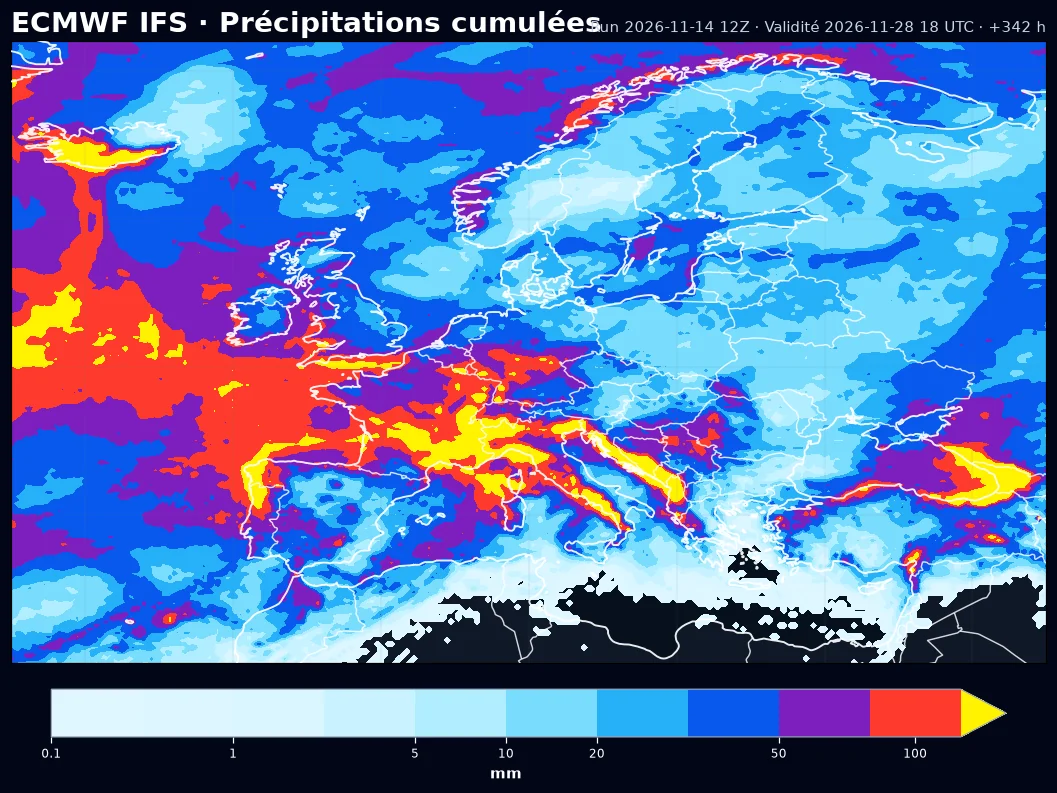 ECMWF IFS · Précipitations cumulées
Run 2026-11-14 12Z · Validité 2026-11-28 18 UTC · +342 h
0.1 1 5 10 20 50 100
mm